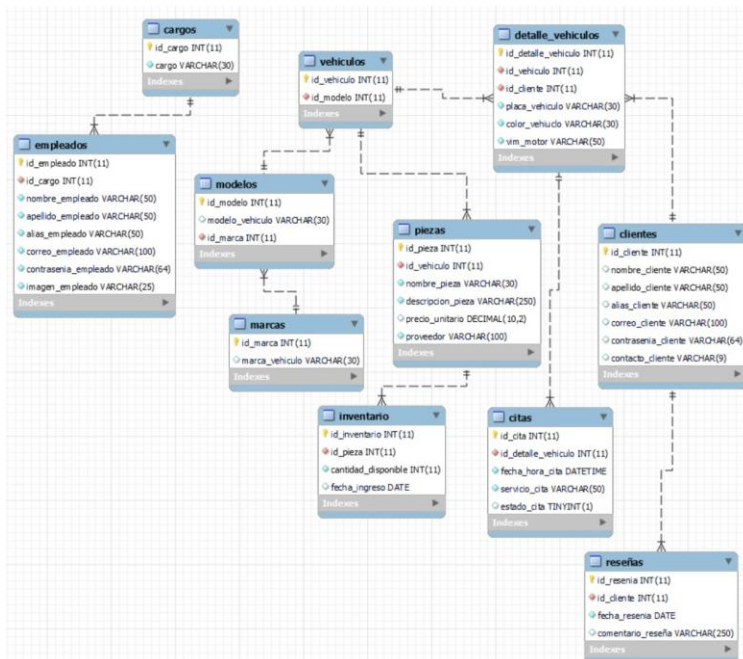 cargos
id_cargo INT(11)
cargo VARCHAR(30)
Indexes
empleados
id_empleado INT(11)
id_cargo INT(11)
nombre_empleado VARCHAR(50)
apellido_empleado VARCHAR(50)
alias_empleado VARCHAR(50)
correo_empleado VARCHAR(100)
contrasenia_empleado VARCHAR(64)
imagen_empleado VARCHAR(25)
Indexes
vehiculos
id_vehiculo INT(11)
id_modelo INT(11)
Indexes
modelos
id_modelo INT(11)
modelo_vehiculo VARCHAR(30)
id_marca INT(11)
Indexes
marcas
id_marca INT(11)
marca_vehiculo VARCHAR(30)
Indexes
detalle_vehiculos
id_detalle_vehiculo INT(11)
id_vehiculo INT(11)
id_cliente INT(11)
placa_vehiculo VARCHAR(30)
color_vehiuclo VARCHAR(30)
vim_motor VARCHAR(50)
Indexes
piezas
id_pieza INT(11)
id_vehiculo INT(11)
nombre_pieza VARCHAR(30)
descripcion_pieza VARCHAR(250)
precio_unitario DECIMAL(10,2)
proveedor VARCHAR(100)
Indexes
clientes
id_cliente INT(11)
nombre_cliente VARCHAR(50)
apellido_cliente VARCHAR(50)
alias_cliente VARCHAR(50)
correo_cliente VARCHAR(100)
contrasenia_cliente VARCHAR(64)
contacto_cliente VARCHAR(9)
Indexes
inventario
id_inventario INT(11)
id_pieza INT(11)
cantidad_disponible INT(11)
fecha_ingreso DATE
Indexes
citas
id_cita INT(11)
id_detalle_vehiculo INT(11)
fecha_hora_cita DATETIME
servicio_cita VARCHAR(50)
estado_cita TINYINT(1)
Indexes
reseñas
id_resenia INT(11)
id_cliente INT(11)
fecha_resenia DATE
comentario_reseña VARCHAR(250)
Indexes